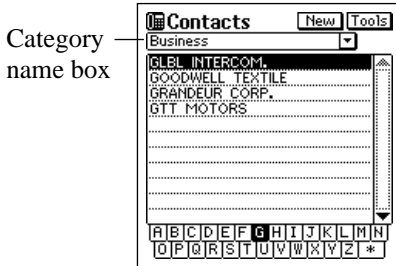 Contacts New Tools
Category
name box
Business
GLBL INTERCOM.
GOODWELL TEXTILE
GRANDEUR CORP.
GTT MOTORS
A B C D E F G H I J K L M N
O P Q R S T U V W X Y Z *